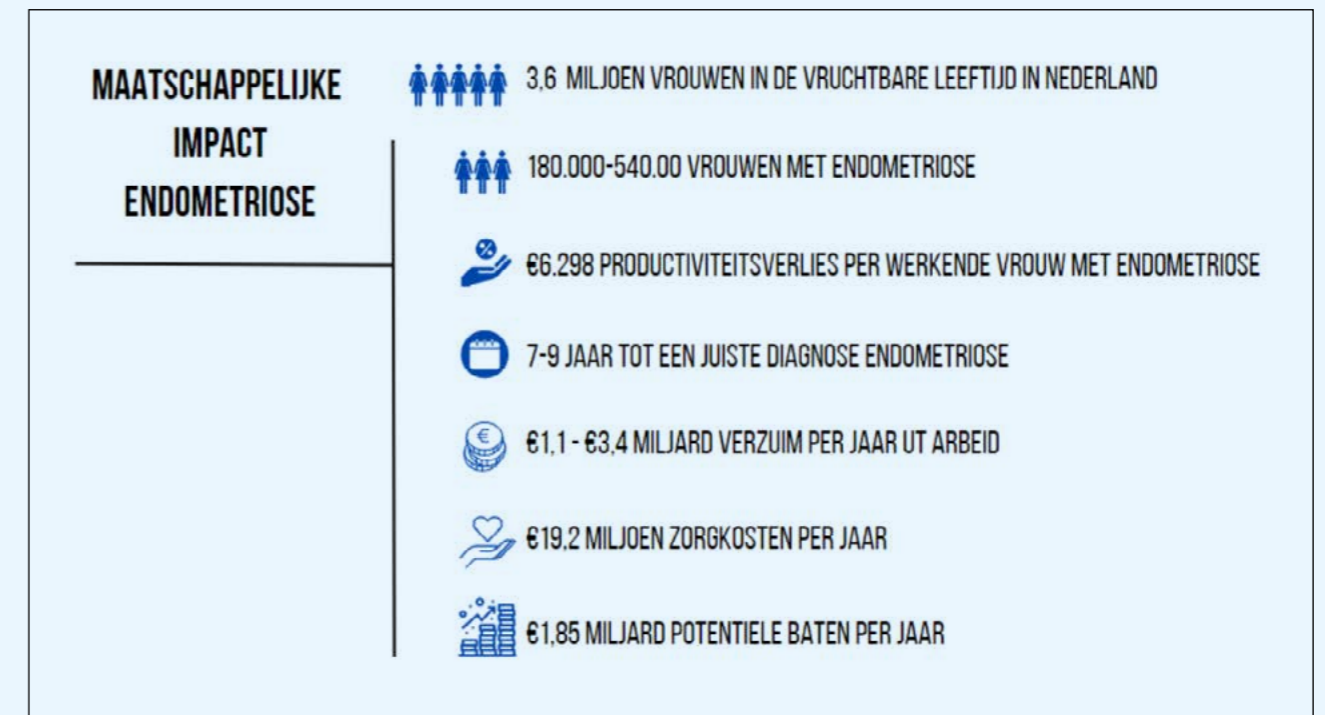 MAATSCHAPPELIJKE
IMPACT
ENDOMETRIOSE
3,6 MILJOEN VROUWEN IN DE VRUCHTBARE LEEFTIJD IN NEDERLAND
180.000-540.00 VROUWEN MET ENDOMETRIOSE
%
€6.298 PRODUCTIVITEITSVERLIES PER WERKENDE VROUW MET ENDOMETRIOSE
7-9 JAAR TOT EEN JUISTE DIAGNOSE ENDOMETRIOSE
€
€1,1 - €3,4 MILJARD VERZUIM PER JAAR UT ARBEID
€19,2 MILJOEN ZORGKOSTEN PER JAAR
€1,85 MILJARD POTENTIELE BATEN PER JAAR